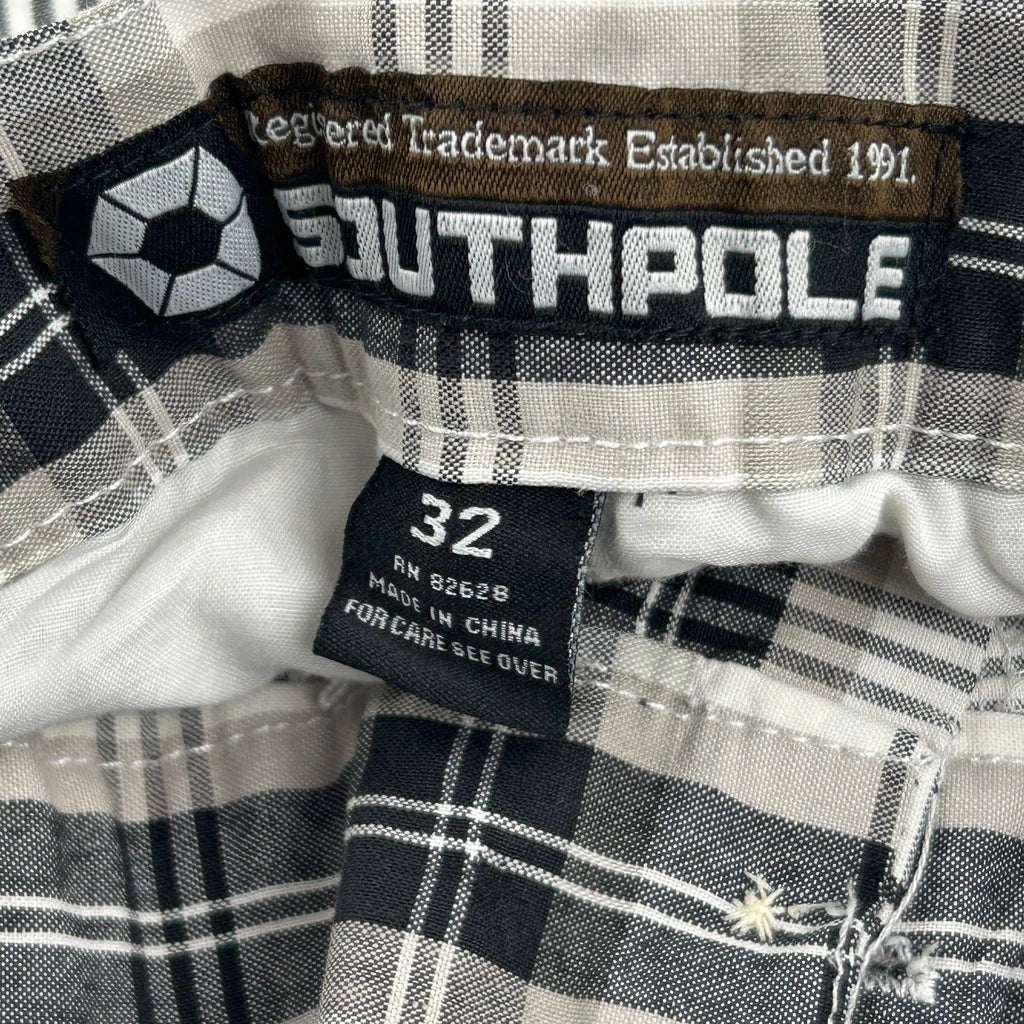 Registered Trademark Established 1991.
SOUTHPOLE
32
RN 82628
MADE IN CHINA
FOR CARE SEE OVER